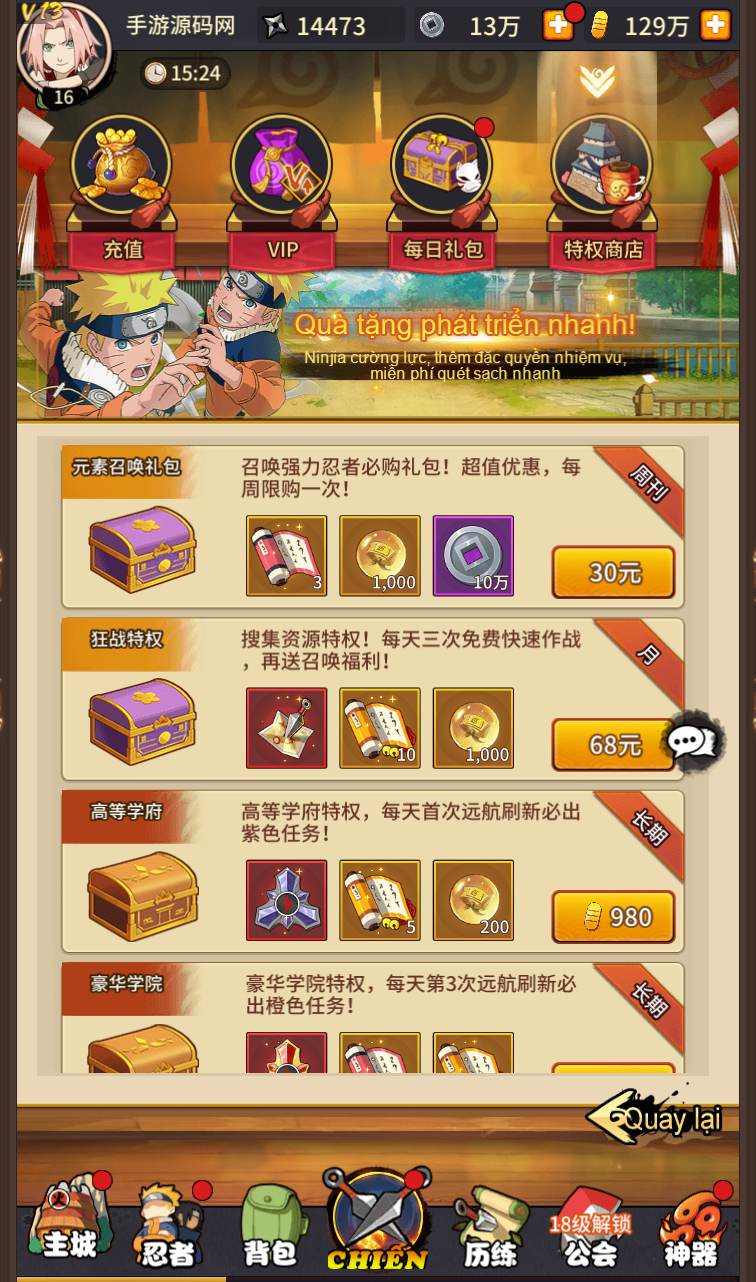 V13
手游源码网
14473
13万
129万
16
15:24
充值
VIP
每日礼包
特权商店
Quà tặng phát triển nhanh!
Ninjia cường lực, thêm đặc quyền nhiệm vụ,
miễn phí quét sạch nhanh
元素召唤礼包
召唤强力忍者必购礼包！超值优惠，每
周限购一次！
周刊
3
1,000
10万
30元
狂战特权
搜集资源特权！每天三次免费快速作战
，再送召唤福利！
月
10
1,000
68元
高等学府
高等学府特权，每天首次远航刷新必出
紫色任务！
长期
5
200
980
豪华学院
豪华学院特权，每天第3次远航刷新必
出橙色任务！
长期
Quay lại
主城
忍者
背包
CHIẾN
历练
18级解锁
公会
神器